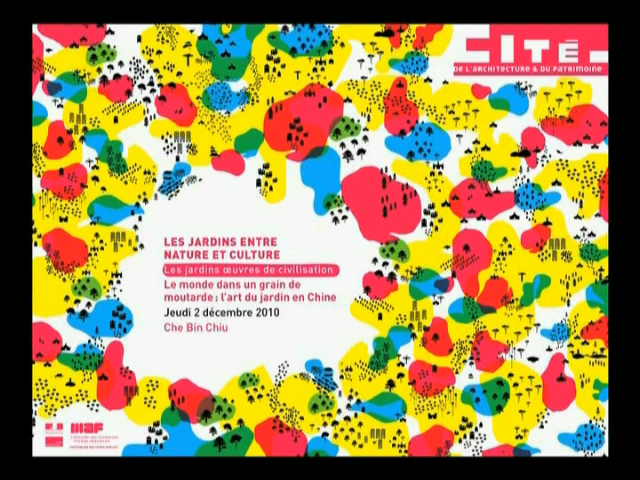 CITÉ
DE L'ARCHITECTURE & DU PATRIMOINE
LES JARDINS ENTRE
NATURE ET CULTURE
Les jardins œuvres de civilisation
Le monde dans un grain de
moutarde : l'art du jardin en Chine
Jeudi 2 décembre 2010
Che Bin Chiu
maf